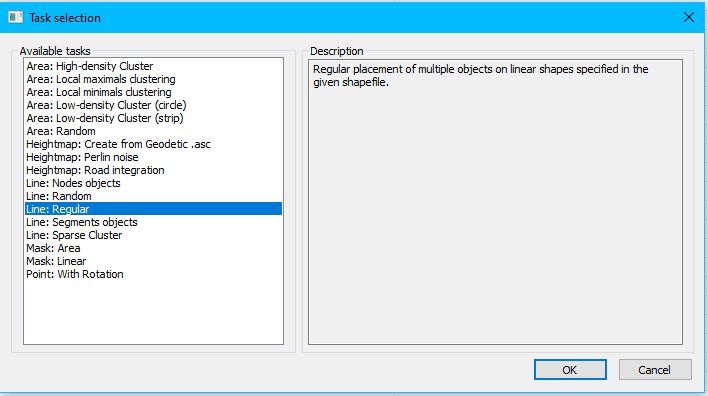 Task selection
Available tasks
Area: High-density Cluster
Area: Local maximals clustering
Area: Local minimals clustering
Area: Low-density Cluster (circle)
Area: Low-density Cluster (strip)
Area: Random
Heightmap: Create from Geodetic .asc
Heightmap: Perlin noise
Heightmap: Road integration
Line: Nodes objects
Line: Random
Line: Regular
Line: Segments objects
Line: Sparse Cluster
Mask: Area
Mask: Linear
Point: With Rotation
Description
Regular placement of multiple objects on linear shapes specified in the
given shapefile.
OK
Cancel